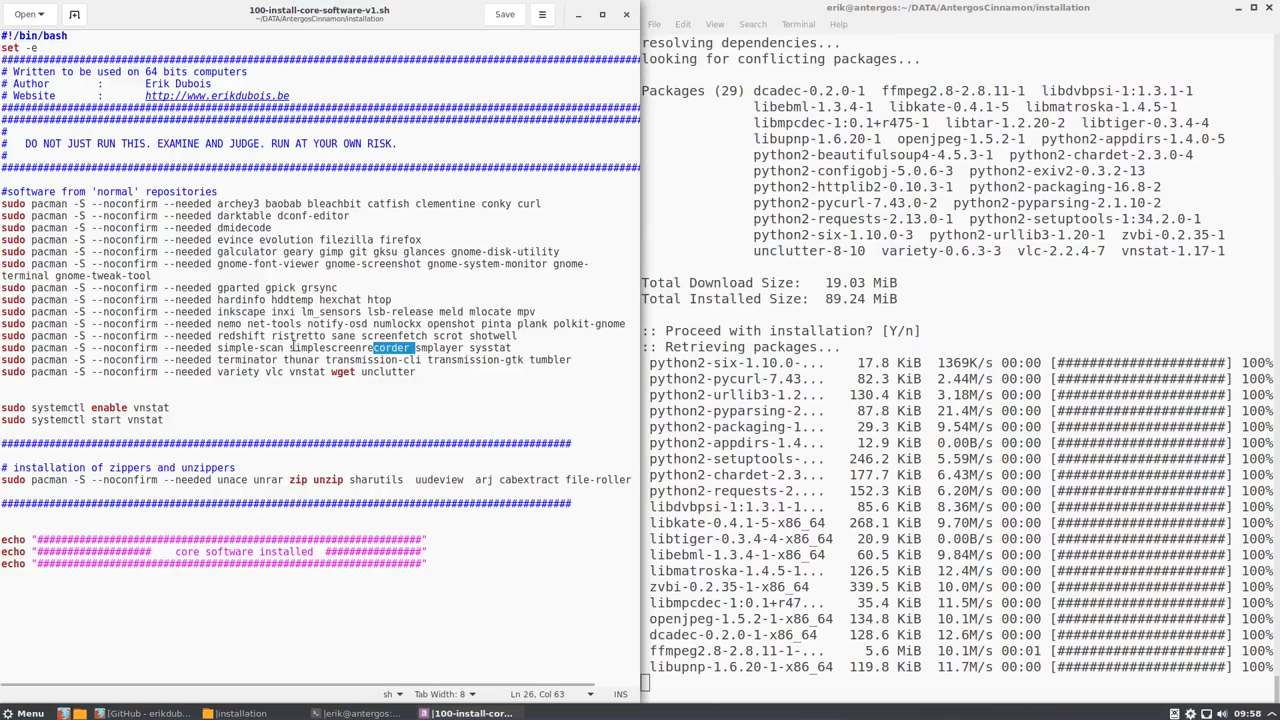 Open
100-install-core-software-v1.sh
~/DATA/AntergosCinnamon/installation
Save
#!/bin/bash
set -e
################################################################################################################
# Written to be used on 64 bits computers
# Author : Erik Dubois
# Website : http://www.erikdubois.be
################################################################################################################
################################################################################################################
#
# DO NOT JUST RUN THIS. EXAMINE AND JUDGE. RUN AT YOUR OWN RISK.
#
################################################################################################################
#software from 'normal' repositories
sudo pacman -S --noconfirm --needed archey3 baobab bleachbit catfish clementine conky curl
sudo pacman -S --noconfirm --needed darktable dconf-editor
sudo pacman -S --noconfirm --needed dmidecode
sudo pacman -S --noconfirm --needed evince evolution filezilla firefox
sudo pacman -S --noconfirm --needed galculator geary gimp git gksu glances gnome-disk-utility
sudo pacman -S --noconfirm --needed gnome-font-viewer gnome-screenshot gnome-system-monitor gnome-
terminal gnome-tweak-tool
sudo pacman -S --noconfirm --needed gparted gpick grsync
sudo pacman -S --noconfirm --needed hardinfo hddtemp hexchat htop
sudo pacman -S --noconfirm --needed inkscape inxi lm_sensors lsb-release meld mlocate mpv
sudo pacman -S --noconfirm --needed nemo net-tools notify-osd numlockx openshot pinta plank polkit-gnome
sudo pacman -S --noconfirm --needed redshift ristretto sane screenfetch scrot shotwell
sudo pacman -S --noconfirm --needed simple-scan simplescreenrecorder smplayer sysstat
sudo pacman -S --noconfirm --needed terminator thunar transmission-cli transmission-gtk tumbler
sudo pacman -S --noconfirm --needed variety vlc vnstat wget unclutter
sudo systemctl enable vnstat
sudo systemctl start vnstat
###############################################################################################
# installation of zippers and unzippers
sudo pacman -S --noconfirm --needed unace unrar zip unzip sharutils uudeview arj cabextract file-roller
###############################################################################################
echo "################################################################"
echo "################### core software installed ################"
echo "################################################################"
sh
Tab Width: 8
Ln 26, Col 63
INS
erik@antergos:~/DATA/AntergosCinnamon/installation
File Edit View Search Terminal Help
resolving dependencies...
looking for conflicting packages...
Packages (29) dcadec-0.2.0-1 ffmpeg2.8-2.8.11-1 libdvbpsi-1:1.3.1-1
libebml-1.3.4-1 libkate-0.4.1-5 libmatroska-1.4.5-1
libmpcdec-1:0.1+r475-1 libtar-1.2.20-2 libtiger-0.3.4-4
libupnp-1.6.20-1 openjpeg-1.5.2-1 python2-appdirs-1.4.0-5
python2-beautifulsoup4-4.5.3-1 python2-chardet-2.3.0-4
python2-configobj-5.0.6-3 python2-exiv2-0.3.2-13
python2-httplib2-0.10.3-1 python2-packaging-16.8-2
python2-pycurl-7.43.0-2 python2-pyparsing-2.1.10-2
python2-requests-2.13.0-1 python2-setuptools-1:34.2.0-1
python2-six-1.10.0-3 python2-urllib3-1.20-1 zvbi-0.2.35-1
unclutter-8-10 variety-0.6.3-3 vlc-2.2.4-7 vnstat-1.17-1
Total Download Size: 19.03 MiB
Total Installed Size: 89.24 MiB
:: Proceed with installation? [Y/n]
:: Retrieving packages...
python2-six-1.10.0-... 17.8 KiB 1369K/s 00:00 [#####################] 100%
python2-pycurl-7.43... 82.3 KiB 2.44M/s 00:00 [#####################] 100%
python2-urllib3-1.2... 130.4 KiB 3.18M/s 00:00 [#####################] 100%
python2-pyparsing-2... 87.8 KiB 21.4M/s 00:00 [#####################] 100%
python2-packaging-1... 29.3 KiB 9.54M/s 00:00 [#####################] 100%
python2-appdirs-1.4... 12.9 KiB 0.00B/s 00:00 [#####################] 100%
python2-setuptools-... 246.2 KiB 5.59M/s 00:00 [#####################] 100%
python2-chardet-2.3... 177.7 KiB 6.43M/s 00:00 [#####################] 100%
python2-requests-2.... 152.3 KiB 6.20M/s 00:00 [#####################] 100%
libdvbpsi-1:1.3.1-1... 85.6 KiB 8.36M/s 00:00 [#####################] 100%
libkate-0.4.1-5-x86_64 268.1 KiB 9.70M/s 00:00 [#####################] 100%
libtiger-0.3.4-4-x8... 20.9 KiB 0.00B/s 00:00 [#####################] 100%
libebml-1.3.4-1-x86_64 60.5 KiB 9.84M/s 00:00 [#####################] 100%
libmatroska-1.4.5-1... 126.5 KiB 12.4M/s 00:00 [#####################] 100%
zvbi-0.2.35-1-x86_64 339.5 KiB 10.0M/s 00:00 [#####################] 100%
libmpcdec-1:0.1+r47... 35.4 KiB 11.5M/s 00:00 [#####################] 100%
openjpeg-1.5.2-1-x86_64 134.8 KiB 10.1M/s 00:00 [#####################] 100%
dcadec-0.2.0-1-x86_64 128.6 KiB 12.6M/s 00:00 [#####################] 100%
ffmpeg2.8-2.8.11-1-... 5.6 MiB 10.1M/s 00:01 [#####################] 100%
libupnp-1.6.20-1-x86_64 119.8 KiB 11.7M/s 00:00 [#####################] 100%
Menu
[GitHub - erikdub...
|installation
|erik@antergos:~...
|100-install-cor...
09:58